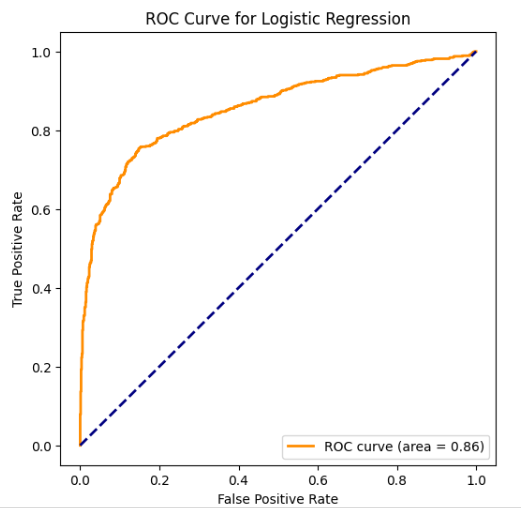 ROC Curve for Logistic Regression
1.0
0.8
0.6
0.4
0.2
0.0
True Positive Rate
ROC curve (area = 0.86)
0.0 0.2 0.4 0.6 0.8 1.0
False Positive Rate